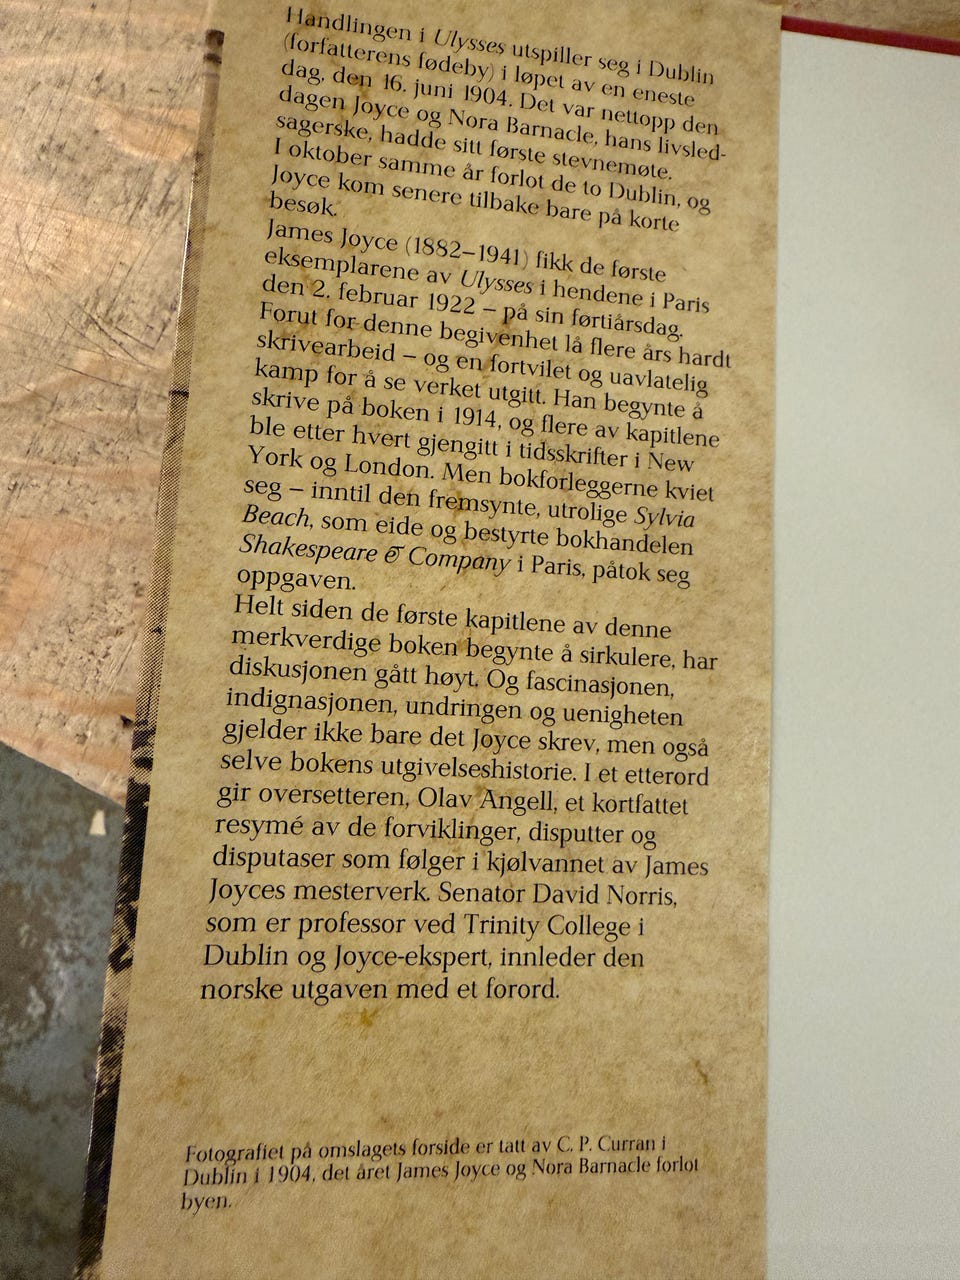 Handlingen i Ulysses utspiller seg i Dublin
(forfatterens fødeby) i løpet av en eneste
dag, den 16. juni 1904. Det var nettopp den
dagen Joyce og Nora Barnacle, hans livsled-
sagerske, hadde sitt første stevnemøte.
I oktober samme år forlot de to Dublin, og
Joyce kom senere tilbake bare på korte
besøk.
James Joyce (1882–1941) fikk de første
eksemplarene av Ulysses i hendene i Paris
den 2. februar 1922 – på sin førtiårsdag.
Forut for denne begivenhet lå flere års hardt
skrivearbeid – og en fortvilet og uavlatelig
kamp for å se verket utgitt. Han begynte å
skrive på boken i 1914, og flere av kapitlene
ble etter hvert gjengitt i tidsskrifter i New
York og London. Men bokforleggerne kviet
seg – inntil den fremsynte, utrolige Sylvia
Beach, som eide og bestyrte bokhandelen
Shakespeare & Company i Paris, påtok seg
oppgaven.
Helt siden de første kapitlene av denne
merkverdige boken begynte å sirkulere, har
diskusjonen gått høyt. Og fascinasjonen,
indignasjonen, undringen og uenigheten
gjelder ikke bare det Joyce skrev, men også
selve bokens utgivelseshistorie. I et etterord
gir oversetteren, Olav Angell, et kortfattet
resymé av de forviklinger, disputter og
disputaser som følger i kjølvannet av James
Joyces mesterverk. Senator David Norris,
som er professor ved Trinity College i
Dublin og Joyce-ekspert, innleder den
norske utgaven med et forord.
Fotografiet på omslagets forside er tatt av C. P. Curran i
Dublin i 1904, det året James Joyce og Nora Barnacle forlot
byen.